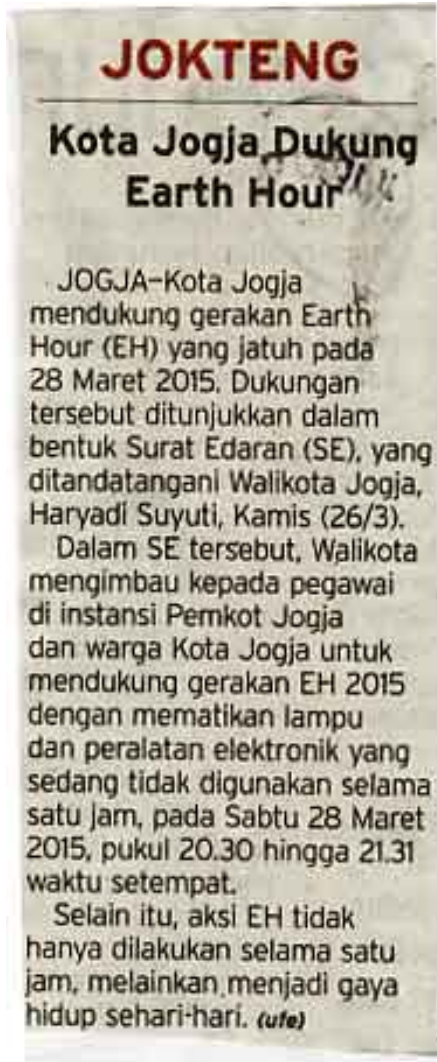 JOKTENG
Kota Jogja Dukung
Earth Hour
JOGJA–Kota Jogja
mendukung gerakan Earth
Hour (EH) yang jatuh pada
28 Maret 2015. Dukungan
tersebut ditunjukkan dalam
bentuk Surat Edaran (SE), yang
ditandatangani Walikota Jogja,
Haryadi Suyuti, Kamis (26/3).
Dalam SE tersebut, Walikota
mengimbau kepada pegawai
di instansi Pemkot Jogja
dan warga Kota Jogja untuk
mendukung gerakan EH 2015
dengan mematikan lampu
dan peralatan elektronik yang
sedang tidak digunakan selama
satu jam, pada Sabtu 28 Maret
2015, pukul 20.30 hingga 21.31
waktu setempat.
Selain itu, aksi EH tidak
hanya dilakukan selama satu
jam, melainkan menjadi gaya
hidup sehari-hari. (ufe)